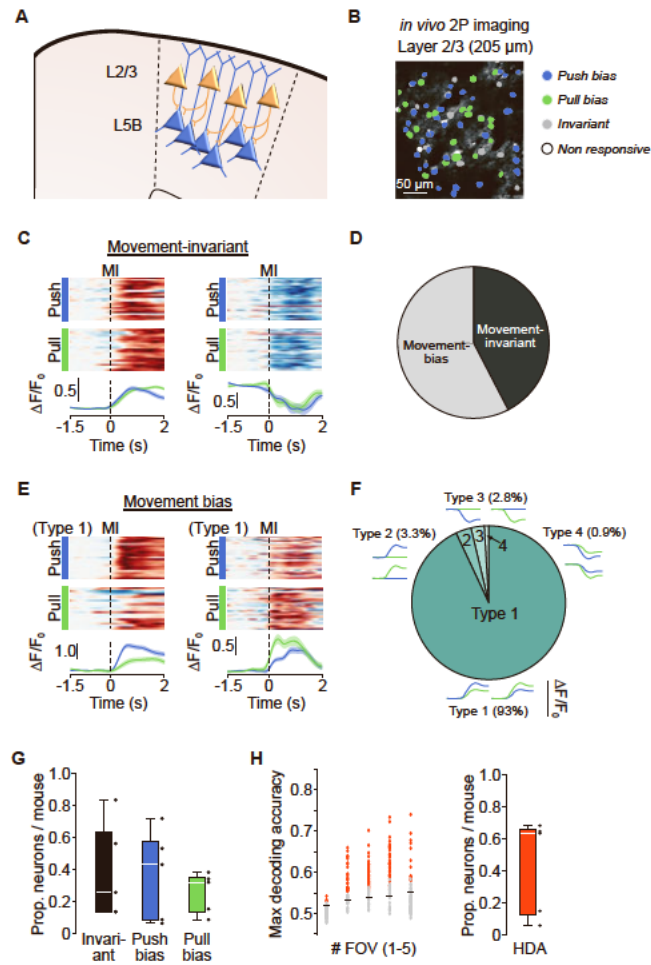 A
L2/3
L5B
B
in vivo 2P imaging
Layer 2/3 (205 µm)
50 µm
Push bias
Pull bias
Invariant
Non responsive
C
Movement-invariant
MI
MI
Push
Pull
ΔF/F0
0.5
ΔF/F0
0.5
-1.5 0 2
Time (s)
-1.5 0 2
Time (s)
D
Movement-
bias
Movement-
invariant
E
Movement bias
(Type 1) MI
(Type 1) MI
Push
Pull
ΔF/F0
1.0
ΔF/F0
0.5
-1.5 0 2
Time (s)
-1.5 0 2
Time (s)
F
Type 3 (2.8%)
Type 2 (3.3%)
Type 4 (0.9%)
2 3 4
Type 1
Type 1 (93%)
ΔF/F0
G
Prop. neurons / mouse
1.0
0.8
0.6
0.4
0.2
0
Invari-
ant
Push
bias
Pull
bias
H
Max decoding accuracy
0.8
0.7
0.6
0.5
# FOV (1-5)
Prop. neurons / mouse
1.0
0.8
0.6
0.4
0.2
0
HDA